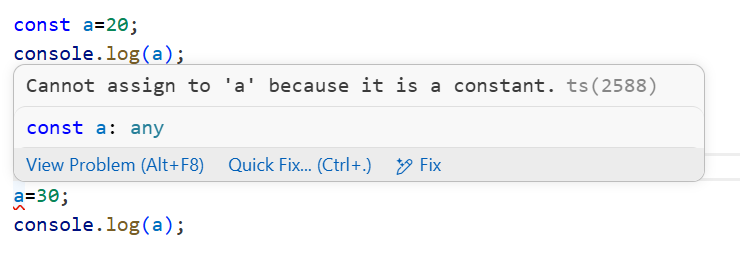 const a=20;
console.log(a);
Cannot assign to 'a' because it is a constant. ts(2588)
const a: any
View Problem (Alt+F8) Quick Fix... (Ctrl+.) Fix
a=30;
console.log(a);